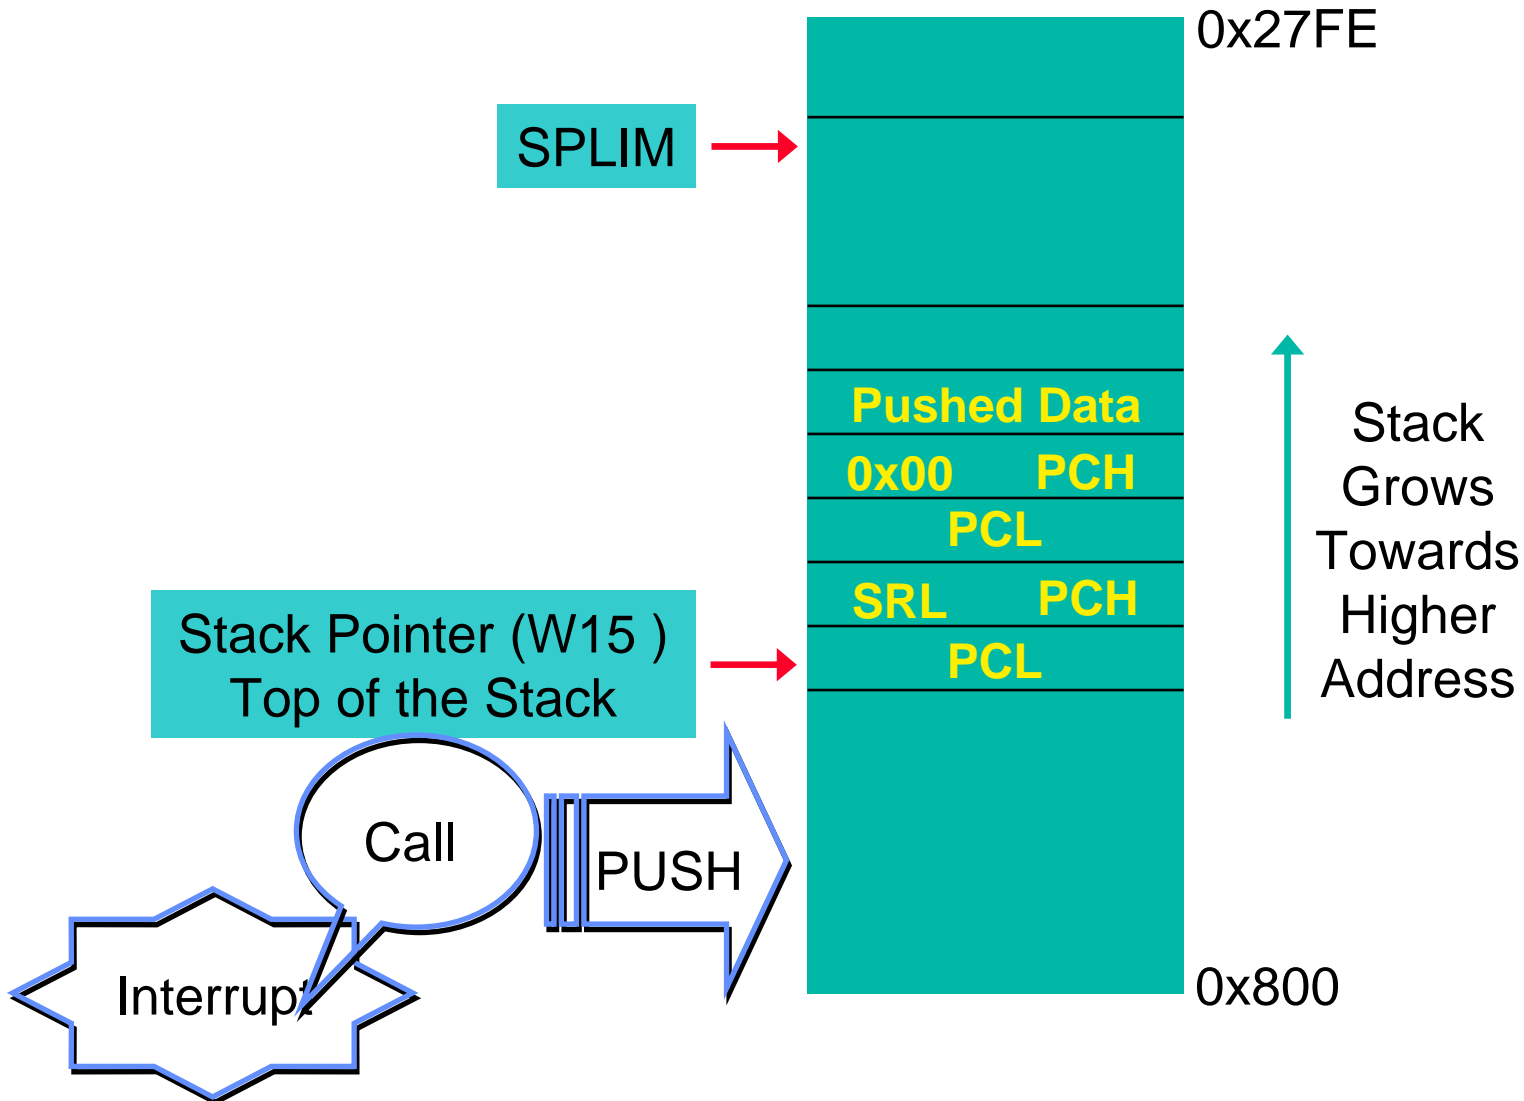 0x27FE
SPLIM
Pushed Data
0x00 PCH
PCL
SRL PCH
PCL
Stack
Grows
Towards
Higher
Address
Stack Pointer (W15 )
Top of the Stack
Call
PUSH
Interrupt
0x800